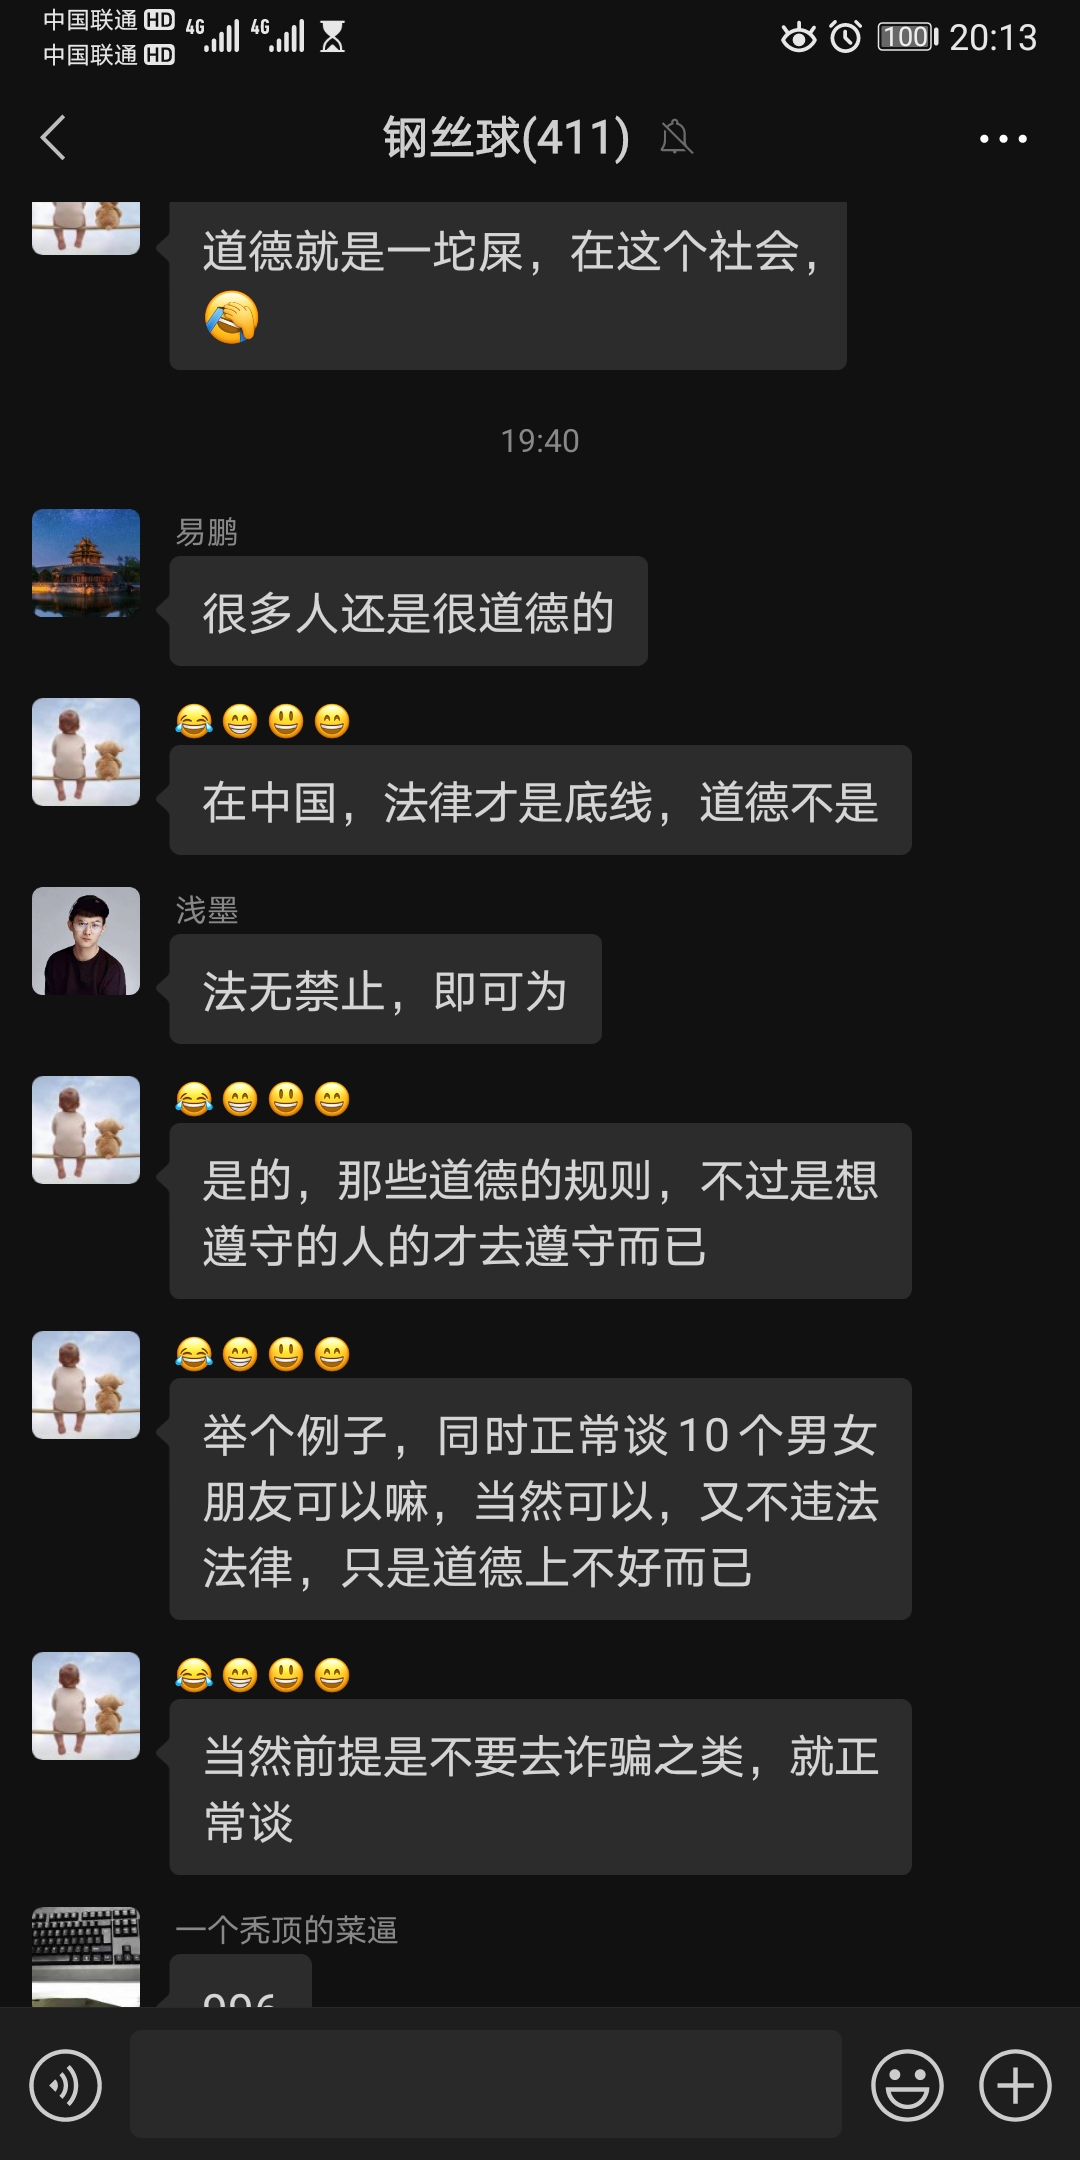 中国联通 HD
中国联通 HD
4G 4G
100 20:13
钢丝球(411)
道德就是一坨屎，在这个社会，
🤦
19:40
易鹏
很多人还是很道德的
😂😁😃😄
在中国，法律才是底线，道德不是
浅墨
法无禁止，即可为
😂😁😃😄
是的，那些道德的规则，不过是想
遵守的人的才去遵守而已
😂😁😃😄
举个例子，同时正常谈10个男女
朋友可以嘛，当然可以，又不违法
法律，只是道德上不好而已
😂😁😃😄
当然前提是不要去诈骗之类，就正
常谈
一个秃顶的菜逼